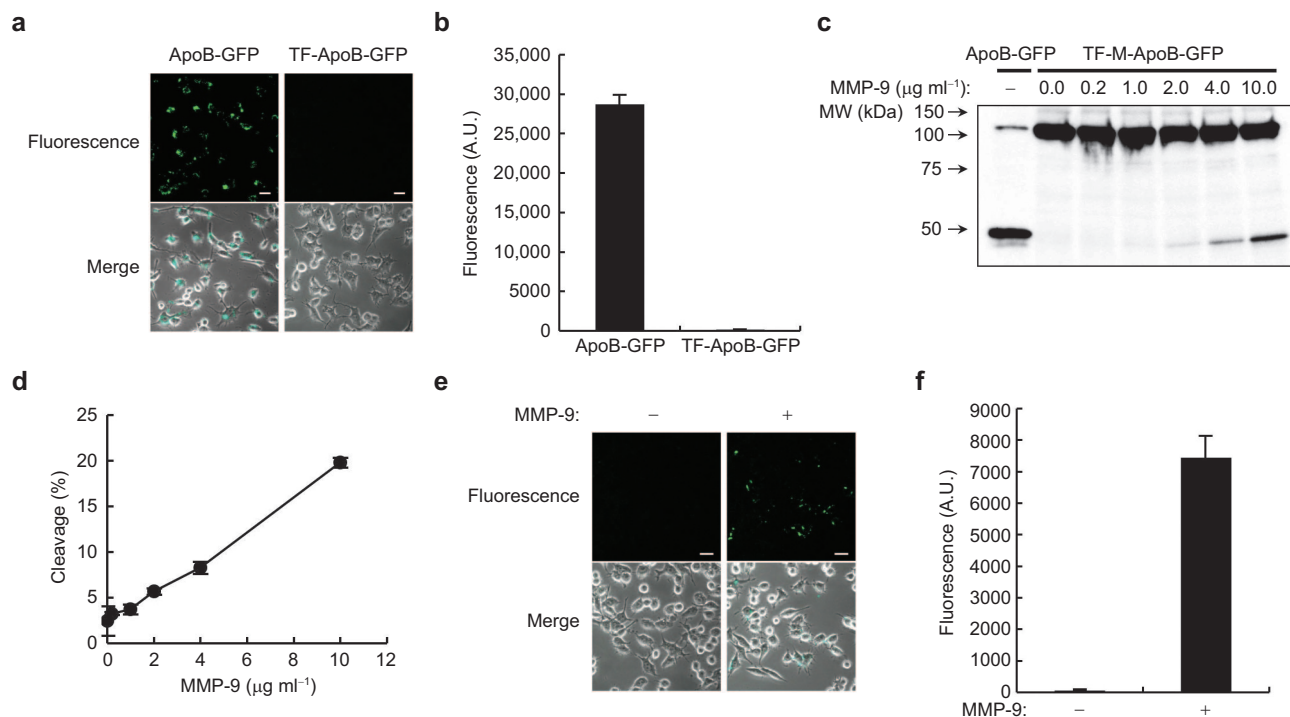 a
ApoB-GFP TF-ApoB-GFP
Fluorescence
Merge
b
35,000
30,000
25,000
33,000
15,000
33,000
5000
0
Fluorescence (A.U.)
ApoB-GFP TF-ApoB-GFP
c
ApoB-GFP TF-M-ApoB-GFP
MMP-9 (μg ml⁻¹): – 0.0 0.2 1.0 2.0 4.0 10.0
MW (kDa) 150
100
75
50
d
25
20
15
10
5
0
Cleavage (%)
0 2 4 6 8 10 12
MMP-9 (μg ml⁻¹)
e
MMP-9: – +
Fluorescence
Merge
f
9000
8000
7000
6000
5000
4000
3000
2000
1000
0
Fluorescence (A.U.)
MMP-9: – +